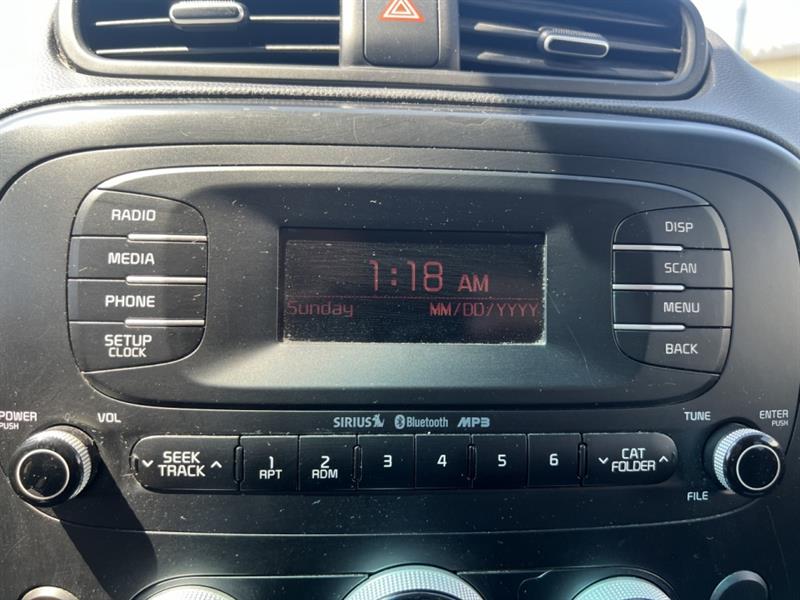 RADIO
MEDIA
PHONE
SETUP
CLOCK
1:18 AM
Sunday MM/DD/YYYY
DISP
SCAN
MENU
BACK
POWER
PUSH
VOL
SIRIUS Bluetooth MP3
TUNE
ENTER
PUSH
SEEK
TRACK
1
RPT
2
RDM
3
4
5
6
CAT
FOLDER
FILE